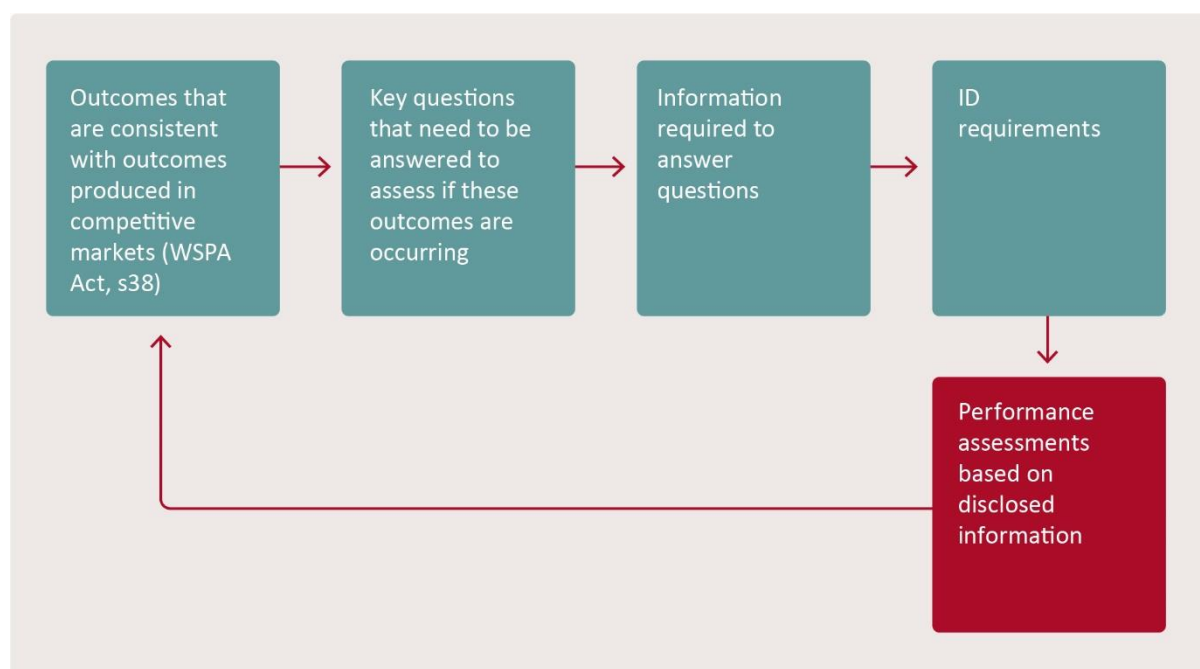 Outcomes that
are consistent
with outcomes
produced in
competitive
markets (WSPA
Act, s38)
Key questions
that need to be
answered to
assess if these
outcomes are
occurring
Information
required to
answer
questions
ID
requirements
Performance
assessments
based on
disclosed
information